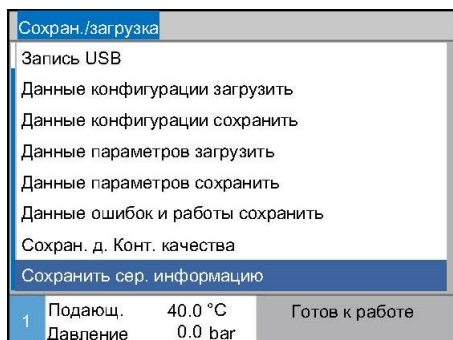 Сохран./загрузка
Запись USB
Данные конфигурации загрузить
Данные конфигурации сохранить
Данные параметров загрузить
Данные параметров сохранить
Данные ошибок и работы сохранить
Сохран. д. Конт. качества
Сохранить сер. информацию
1 Подающ. 40.0 °C Готов к работе
Давление 0.0 bar